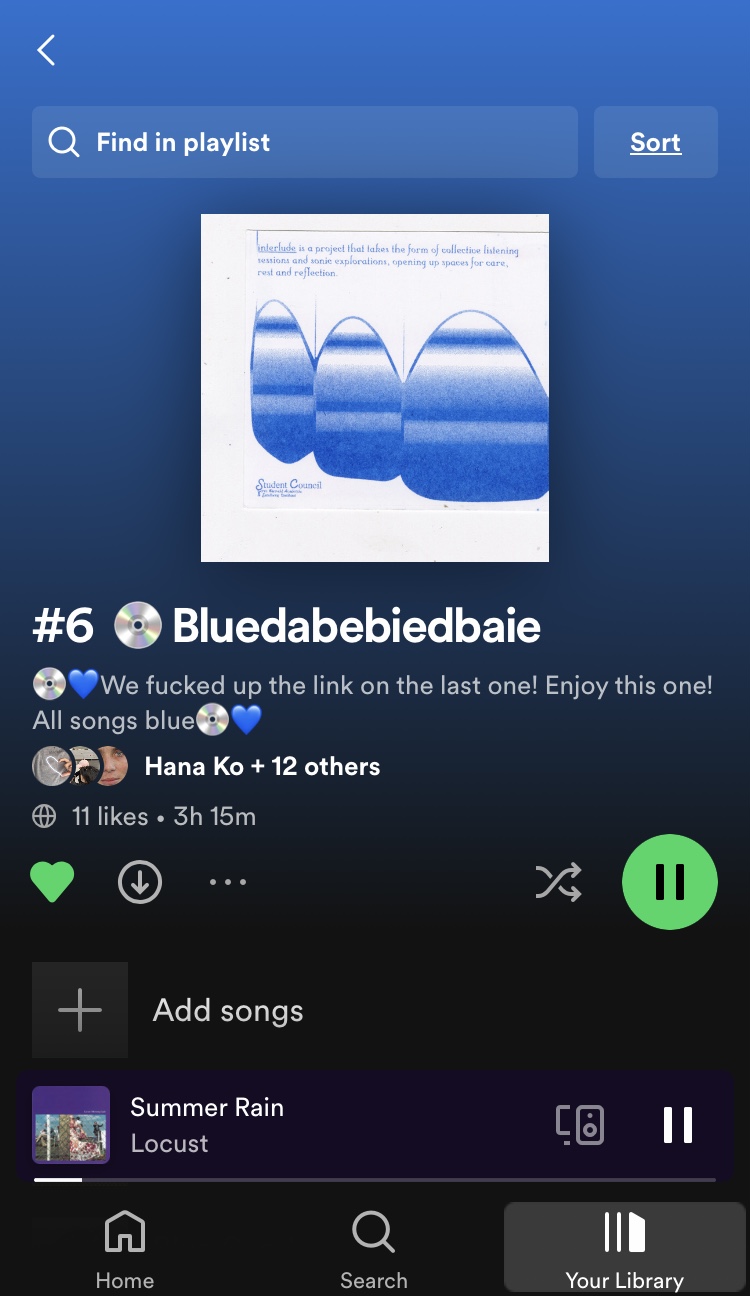 Find in playlist
Sort
interlude is a project that takes the form of collective listening
sessions and sonic explorations, opening up spaces for care,
rest and reflection.
Student Council
#6 💿 Bluedabebiedbaie
💿💙We fucked up the link on the last one! Enjoy this one!
All songs blue💿💙
Hana Ko + 12 others
11 likes • 3h 15m
Add songs
Summer Rain
Locust
Home
Search
Your Library